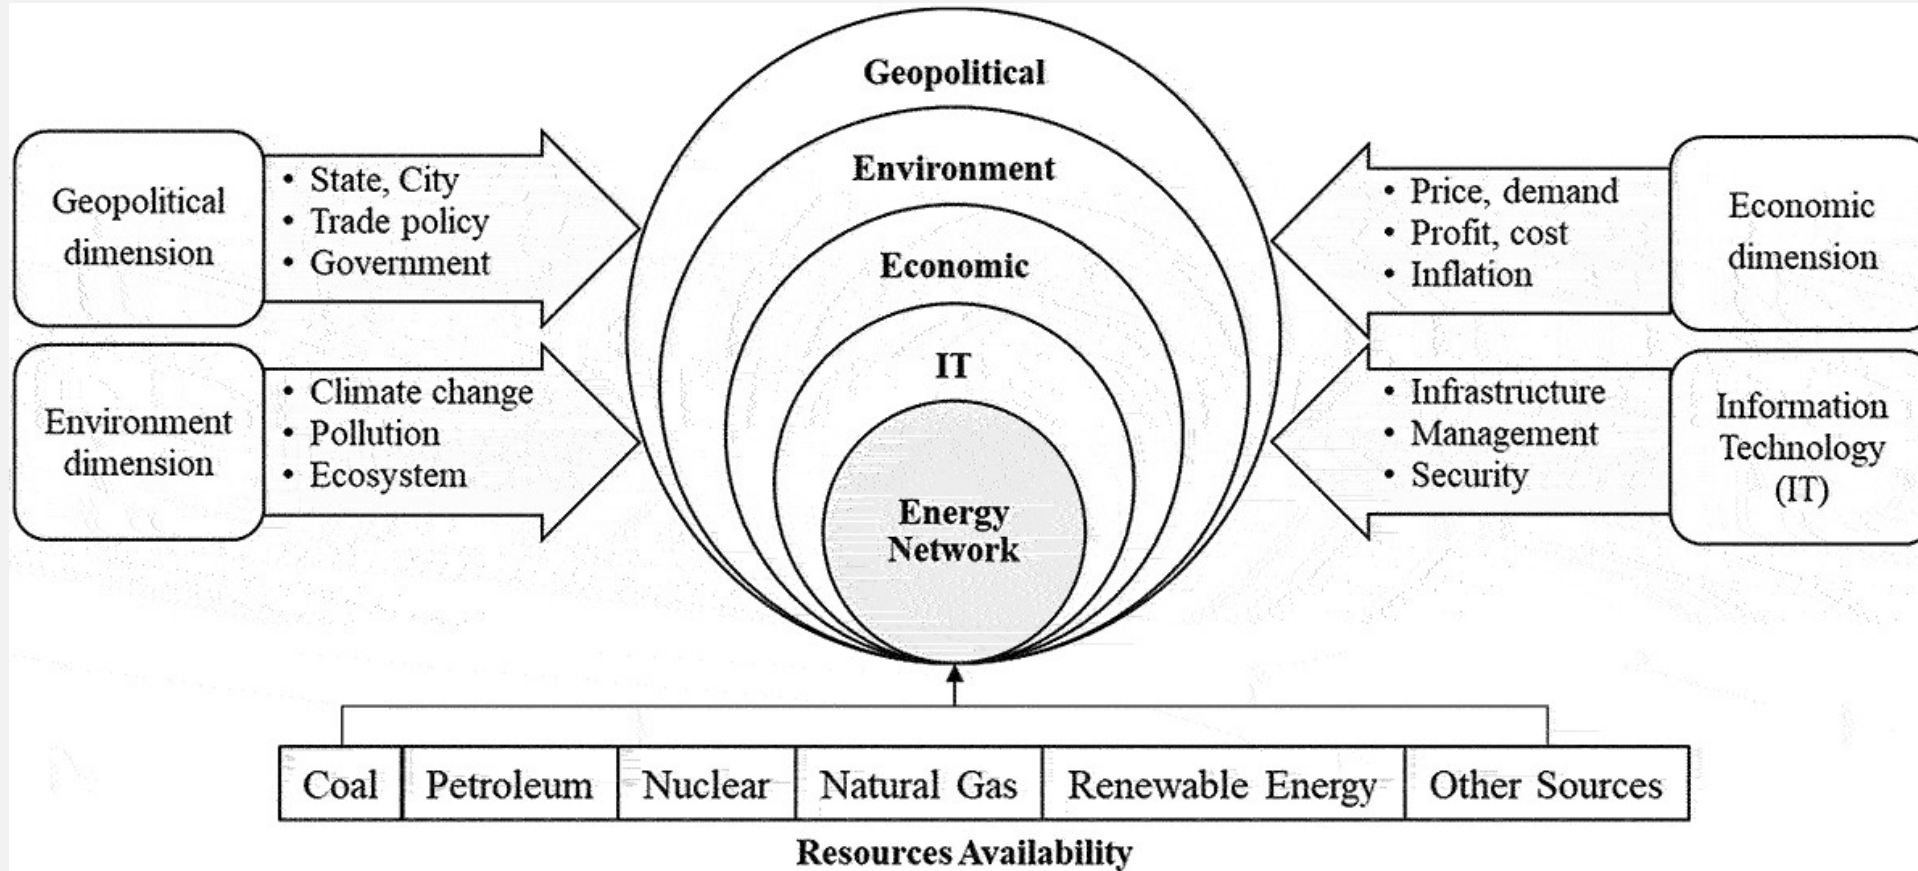 Geopolitical
Environment
Economic
IT
Energy
Network
Geopolitical
dimension
• State, City
• Trade policy
• Government
Environment
dimension
• Climate change
• Pollution
• Ecosystem
• Price, demand
• Profit, cost
• Inflation
Economic
dimension
• Infrastructure
• Management
• Security
Information
Technology
(IT)
Coal
Petroleum
Nuclear
Natural Gas
Renewable Energy
Other Sources
Resources Availability